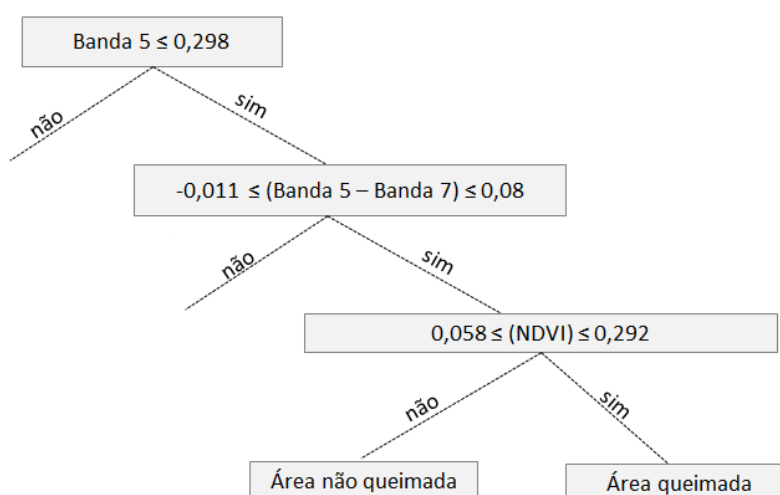 Banda 5 ≤ 0,298
não
sim
-0,011 ≤ (Banda 5 – Banda 7) ≤ 0,08
não
sim
0,058 ≤ (NDVI) ≤ 0,292
não
sim
Área não queimada
Área queimada